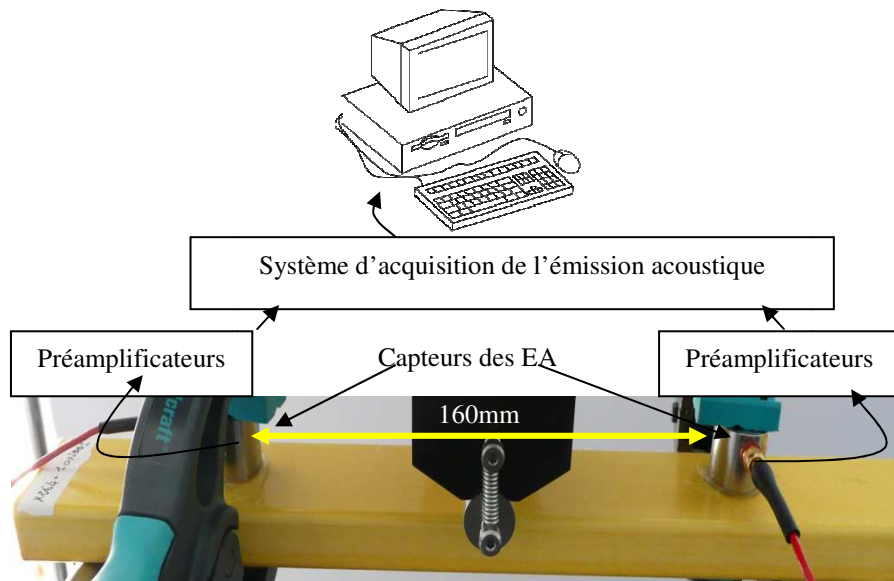 Système d'acquisition de l'émission acoustique
Préamplificateurs
Capteurs des EA
Préamplificateurs
160mm
craft